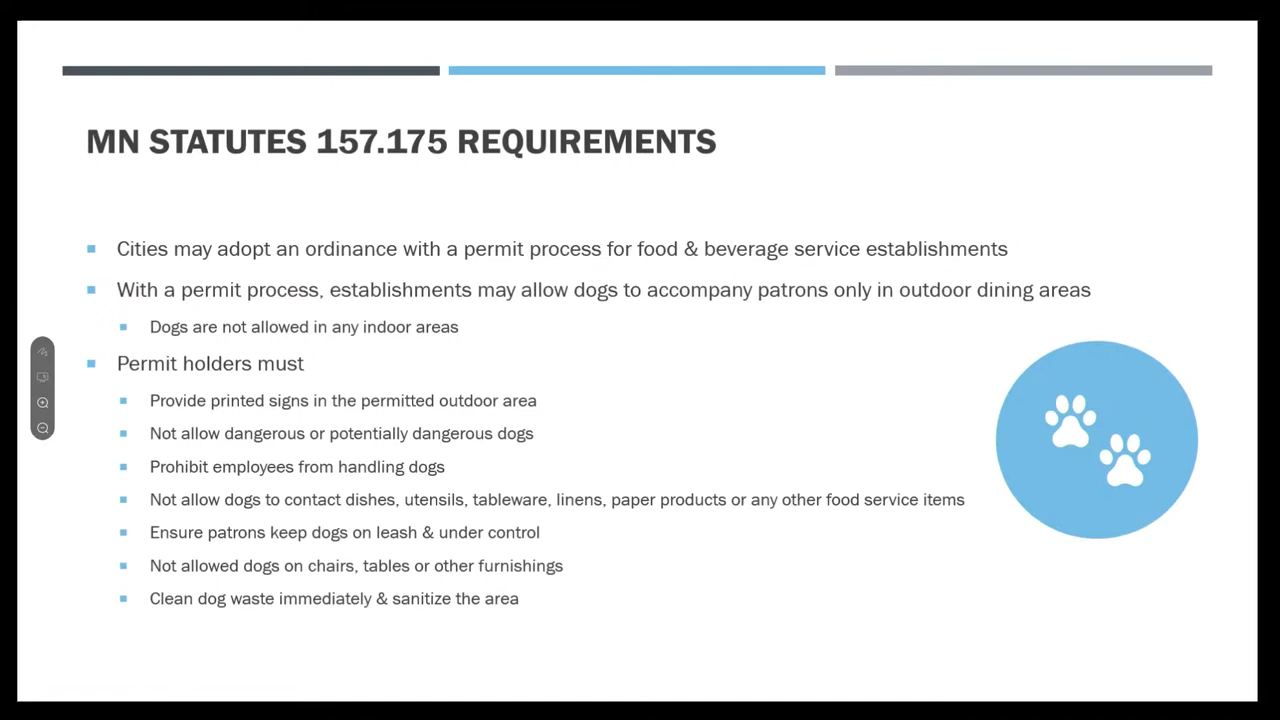 MN STATUTES 157.175 REQUIREMENTS
Cities may adopt an ordinance with a permit process for food & beverage service establishments
With a permit process, establishments may allow dogs to accompany patrons only in outdoor dining areas
Dogs are not allowed in any indoor areas
Permit holders must
Provide printed signs in the permitted outdoor area
Not allow dangerous or potentially dangerous dogs
Prohibit employees from handling dogs
Not allow dogs to contact dishes, utensils, tableware, linens, paper products or any other food service items
Ensure patrons keep dogs on leash & under control
Not allowed dogs on chairs, tables or other furnishings
Clean dog waste immediately & sanitize the area